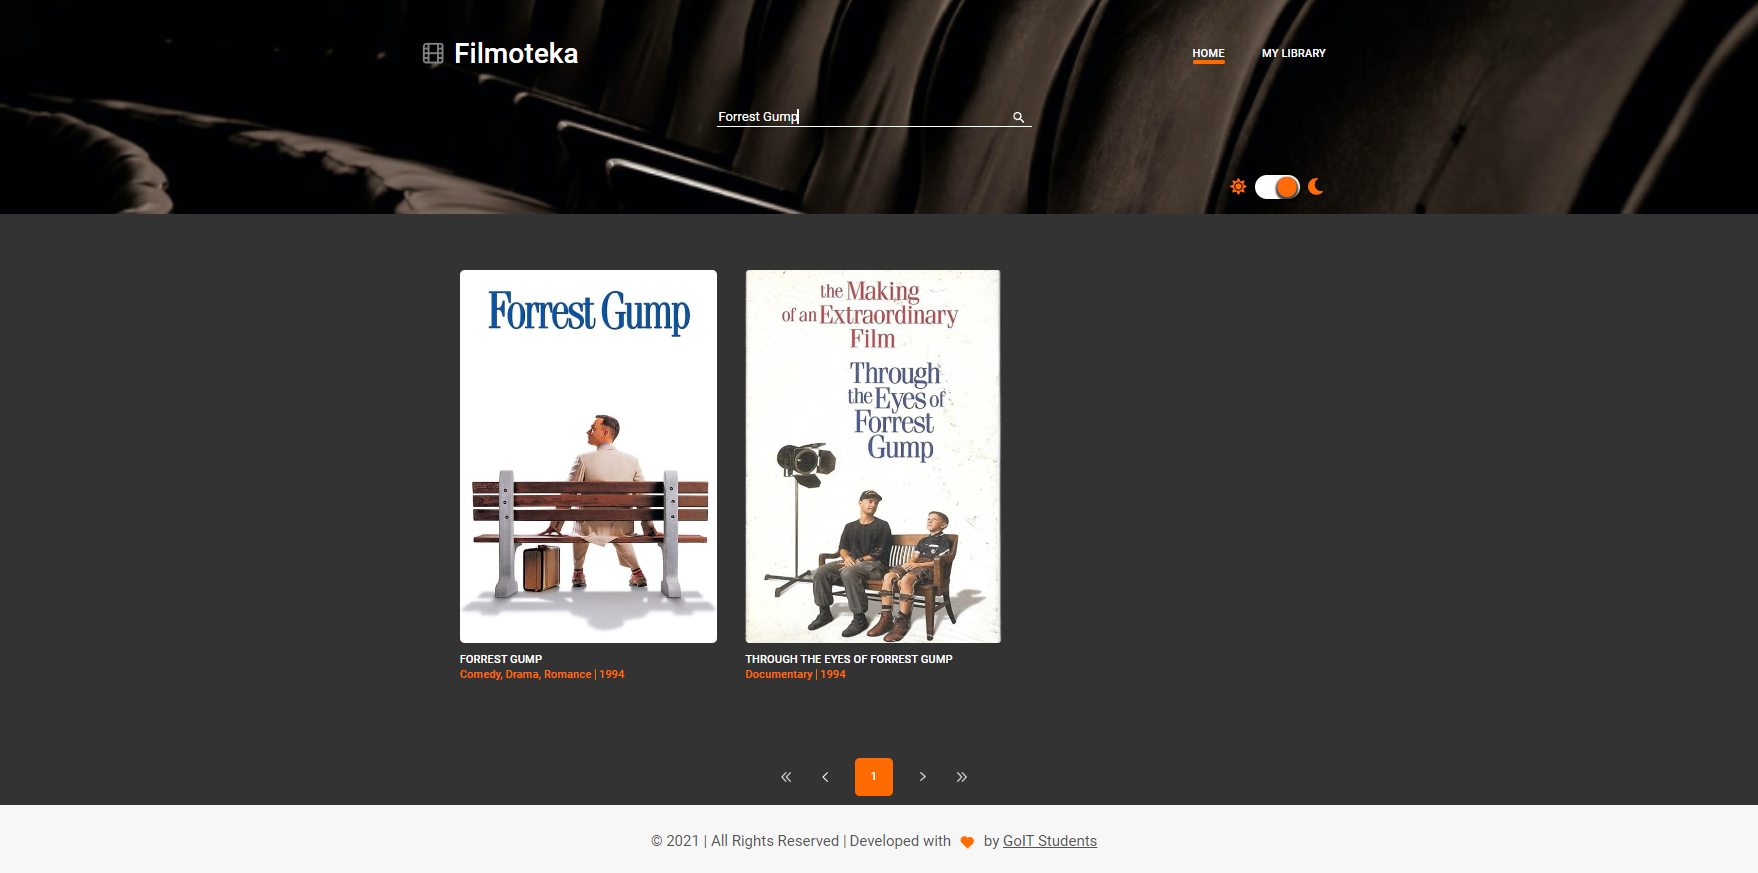 Filmoteka
HOME
MY LIBRARY
Forrest Gump
Forrest Gump
the Making
of an Extraordinary
Film
Through
the Eyes of
Forrest
Gump
FORREST GUMP
Comedy, Drama, Romance | 1994
THROUGH THE EYES OF FORREST GUMP
Documentary | 1994
1
© 2021 | All Rights Reserved | Developed with by GoIT Students